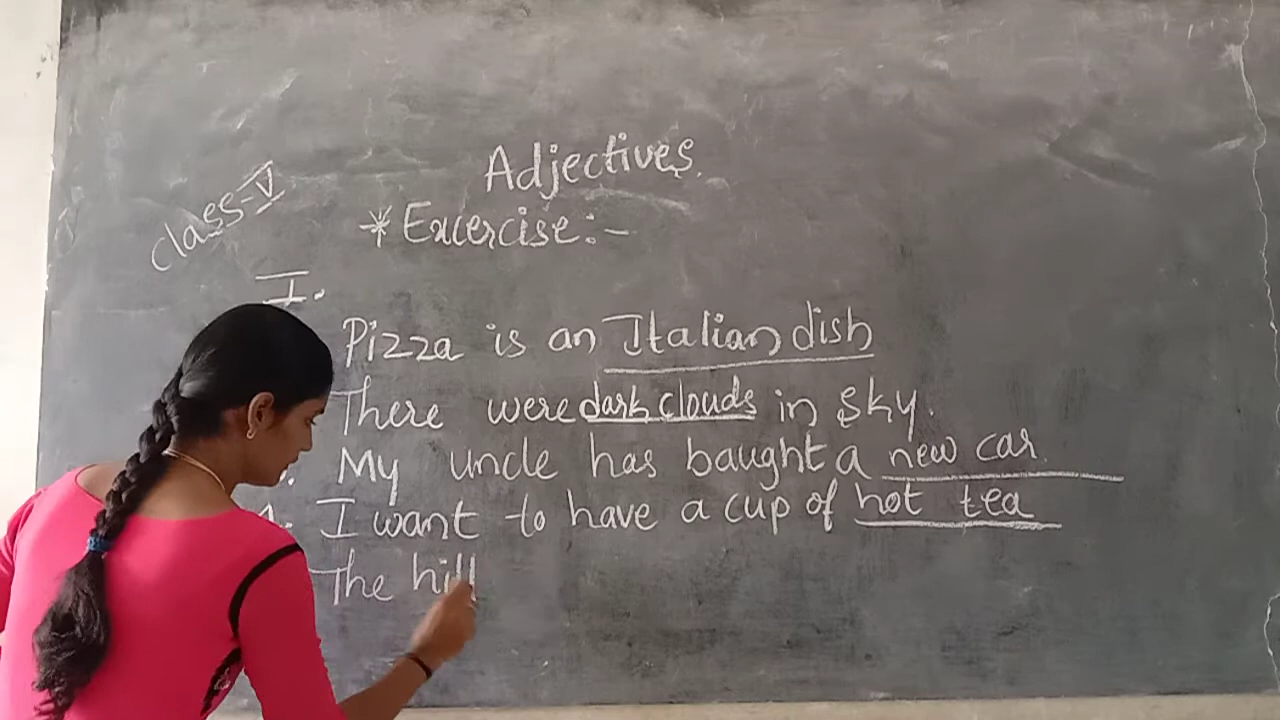 Adjectives.
class-V
* Excercise:-
I.
Pizza is an Italian dish
There were dark clouds in sky.
My uncle has baught a new car.
I want to have a cup of hot tea
The hill